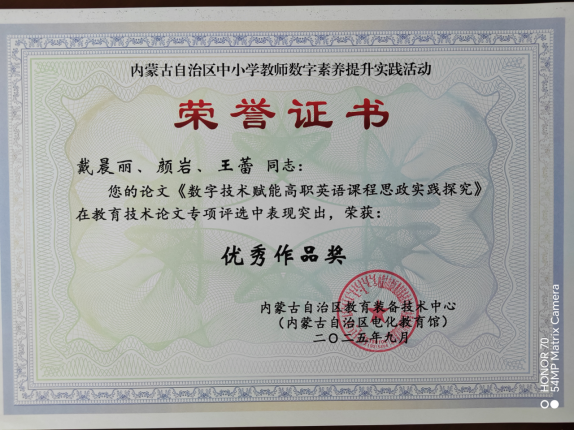 内蒙古自治区中小学教师数字素养提升实践活动
荣誉证书
戴晨丽、颜岩、王蕾 同志：
您的论文《数字技术赋能高职英语课程思政实践探究》
在教育技术论文专项评选中表现突出，荣获：
优秀作品奖
内蒙古自治区教育装备技术中心
（内蒙古自治区电化教育馆）
二〇二五年九月
HONOR 70
54MP Matrix Camera